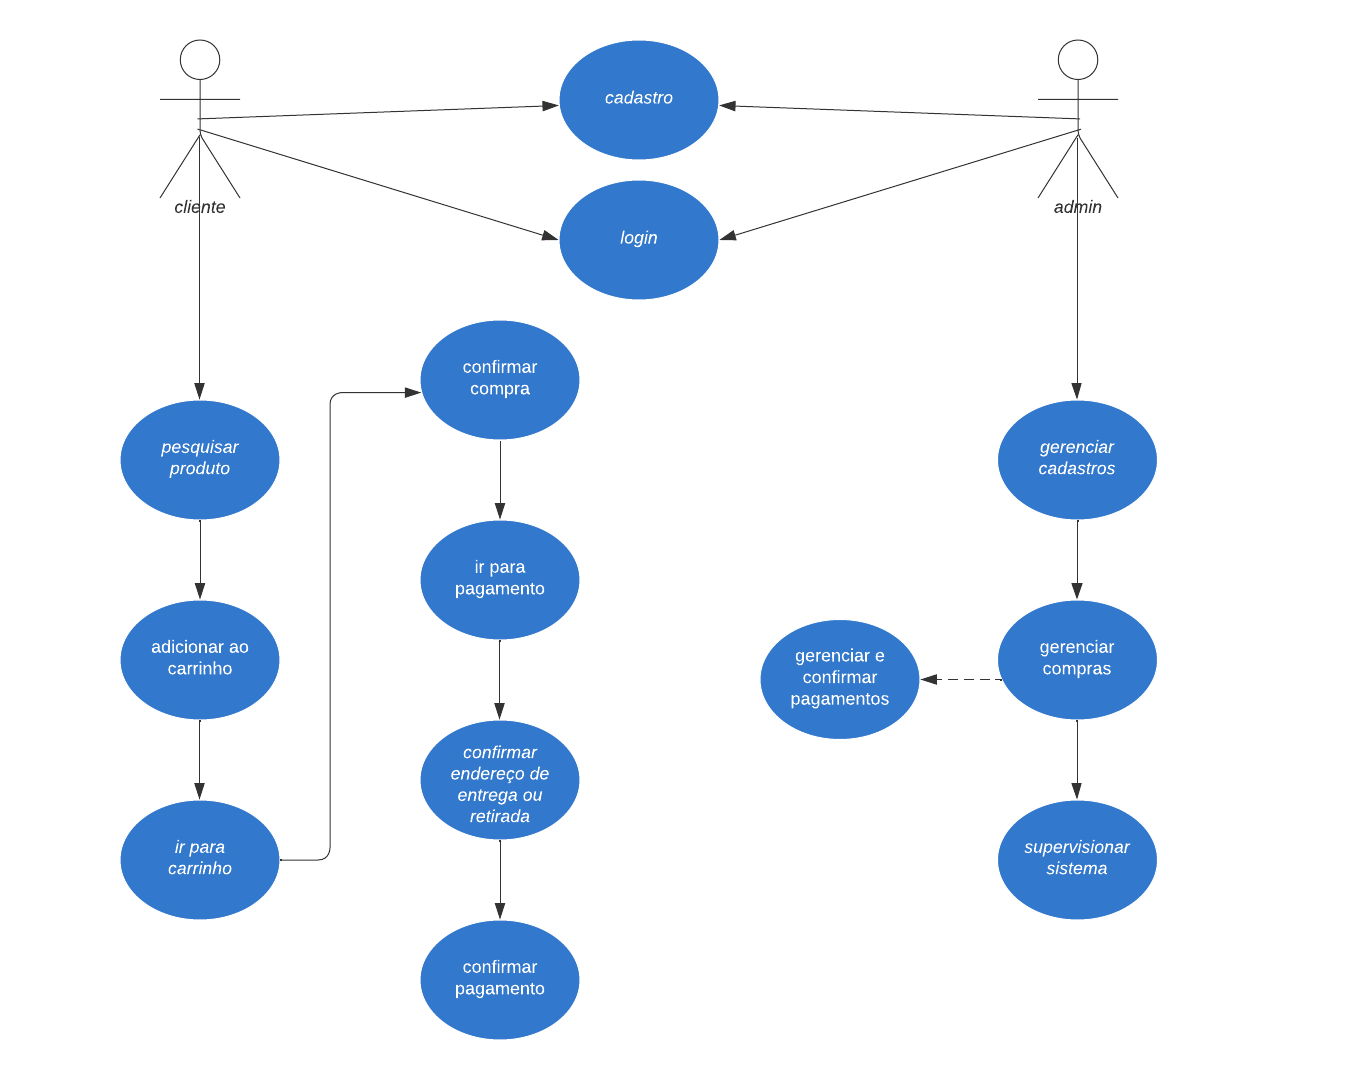 cadastro
login
cliente
admin
confirmar
compra
pesquisar
produto
gerenciar
cadastros
ir para
pagamento
adicionar ao
carrinho
gerenciar e
confirmar
pagamentos
gerenciar
compras
confirmar
endereço de
entrega ou
retirada
ir para
carrinho
supervisionar
sistema
confirmar
pagamento